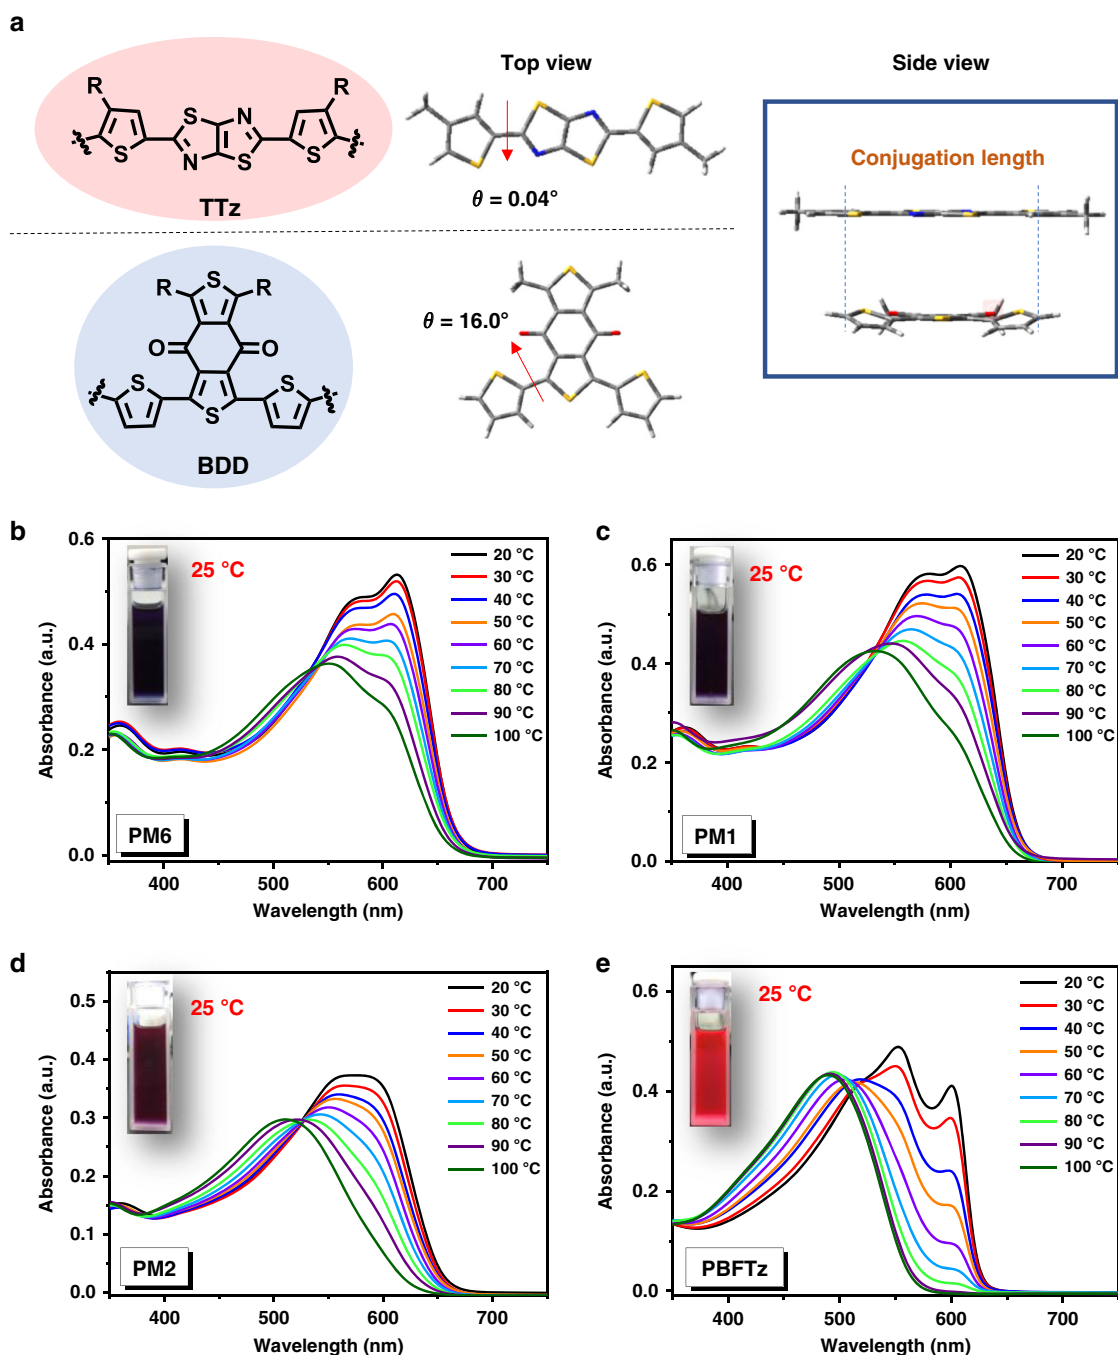 a
Top view
Side view
R
R
S
N
S
N
S
S
TTz
θ = 0.04°
Conjugation length
R
S
R
O
O
S
S
S
BDD
θ = 16.0°
b
0.6
0.4
0.2
0.0
Absorbance (a.u.)
25 °C
20 °C
30 °C
40 °C
50 °C
60 °C
70 °C
80 °C
90 °C
100 °C
PM6
400
500
600
700
Wavelength (nm)
c
0.6
0.4
0.2
0.0
Absorbance (a.u.)
25 °C
20 °C
30 °C
40 °C
50 °C
60 °C
70 °C
80 °C
90 °C
100 °C
PM1
400
500
600
700
Wavelength (nm)
d
0.5
0.4
0.3
0.2
0.1
0.0
Absorbance (a.u.)
25 °C
20 °C
30 °C
40 °C
50 °C
60 °C
70 °C
80 °C
90 °C
100 °C
PM2
400
500
600
700
Wavelength (nm)
e
0.6
0.4
0.2
0.0
Absorbance (a.u.)
25 °C
20 °C
30 °C
40 °C
50 °C
60 °C
70 °C
80 °C
90 °C
100 °C
PBFTz
400
500
600
700
Wavelength (nm)